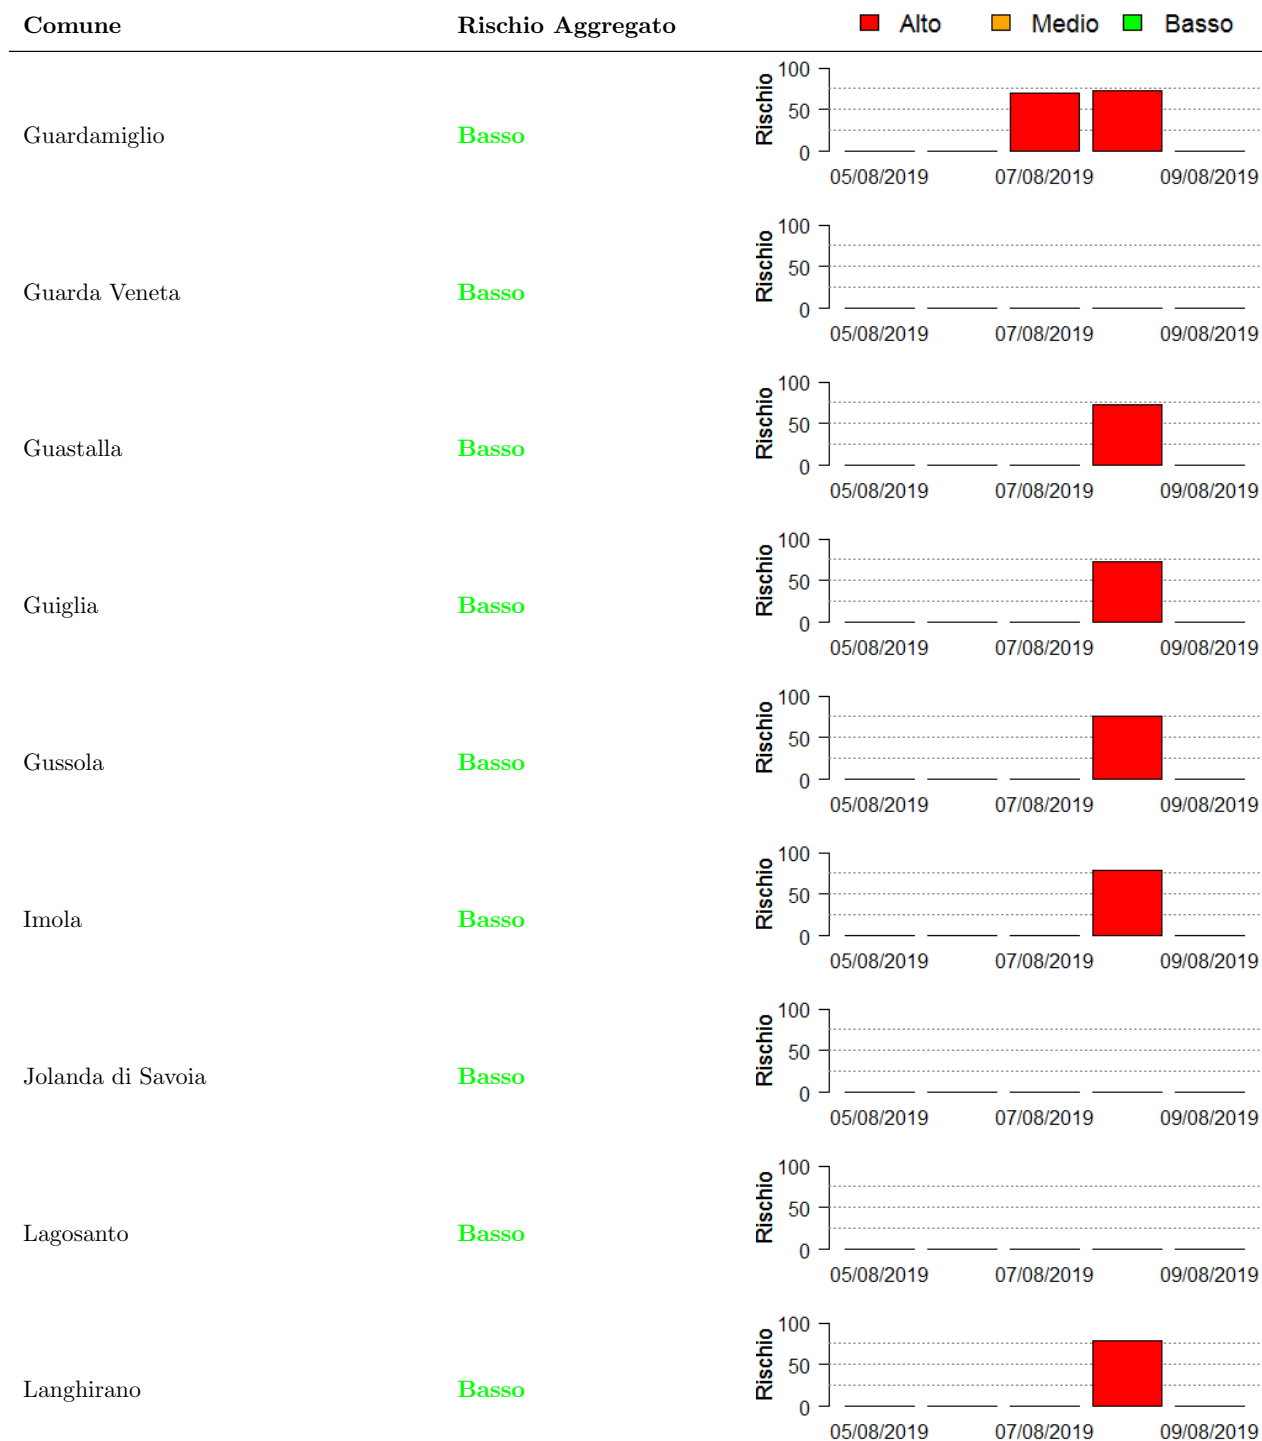 Comune Rischio Aggregato Alto Medio Basso
Guardamiglio Basso
Rischio
100
50
0
05/08/2019 07/08/2019 09/08/2019
Guarda Veneta Basso
Rischio
100
50
0
05/08/2019 07/08/2019 09/08/2019
Guastalla Basso
Rischio
100
50
0
05/08/2019 07/08/2019 09/08/2019
Guiglia Basso
Rischio
100
50
0
05/08/2019 07/08/2019 09/08/2019
Gussola Basso
Rischio
100
50
0
05/08/2019 07/08/2019 09/08/2019
Imola Basso
Rischio
100
50
0
05/08/2019 07/08/2019 09/08/2019
Jolanda di Savoia Basso
Rischio
100
50
0
05/08/2019 07/08/2019 09/08/2019
Lagosanto Basso
Rischio
100
50
0
05/08/2019 07/08/2019 09/08/2019
Langhirano Basso
Rischio
100
50
0
05/08/2019 07/08/2019 09/08/2019